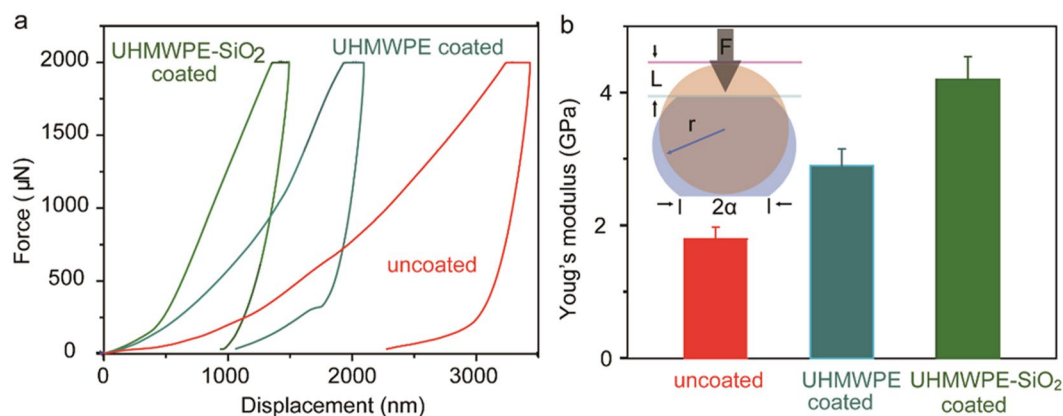 a
UHMWPE-SiO₂
coated
UHMWPE coated
uncoated
2000
1500
1000
500
0
Force (µN)
0
1000
2000
3000
Displacement (nm)
b
F
L
r
2α
4
2
0
Youg's modulus (GPa)
uncoated
UHMWPE
coated
UHMWPE-SiO₂
coated